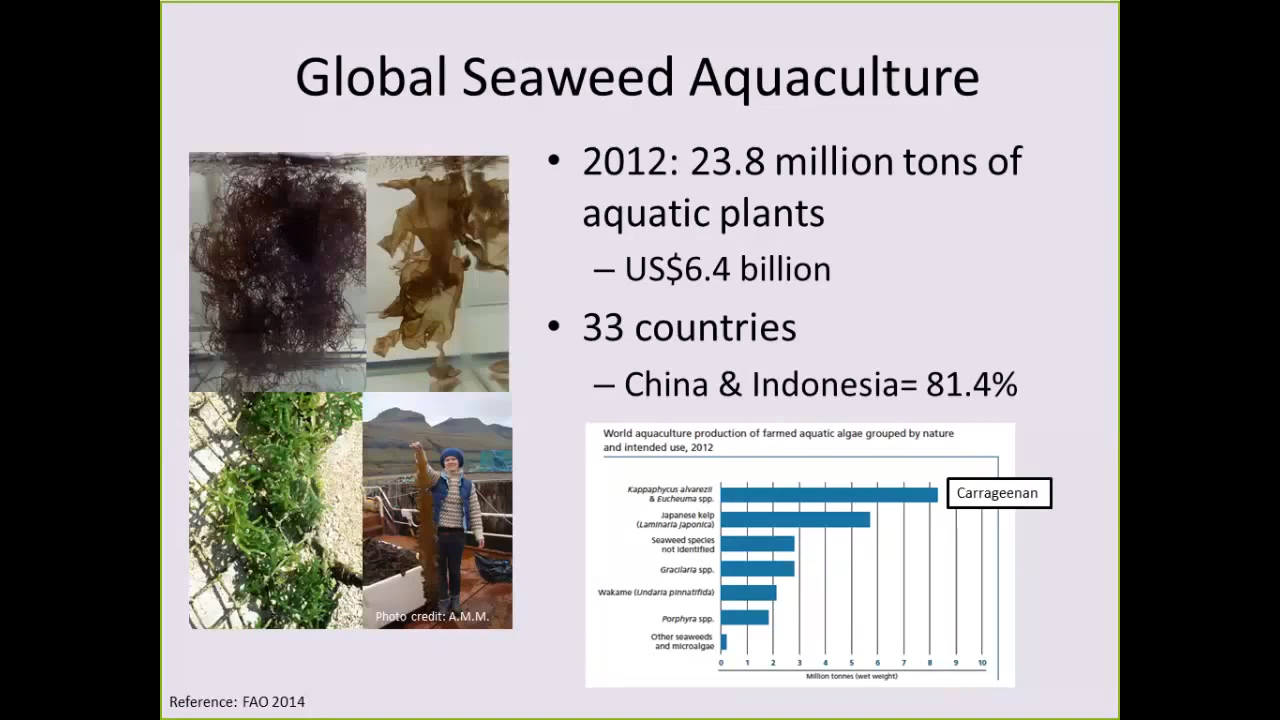 Global Seaweed Aquaculture
• 2012: 23.8 million tons of
aquatic plants
– US$6.4 billion
• 33 countries
– China & Indonesia= 81.4%
World aquaculture production of farmed aquatic algae grouped by nature
and intended use, 2012
Kappaphycus alvarezii
& Eucheuma spp.
Carrageenan
Japanese kelp
(Laminaria japonica)
Seaweed species
not identified
Gracilaria spp.
Wakame (Undaria pinnatifida)
Porphyra spp.
Other seaweeds
and microalgae
0 1 2 3 4 5 6 7 8 9 10
Million tonnes (wet weight)
Photo credit: A.M.M.
Reference: FAO 2014